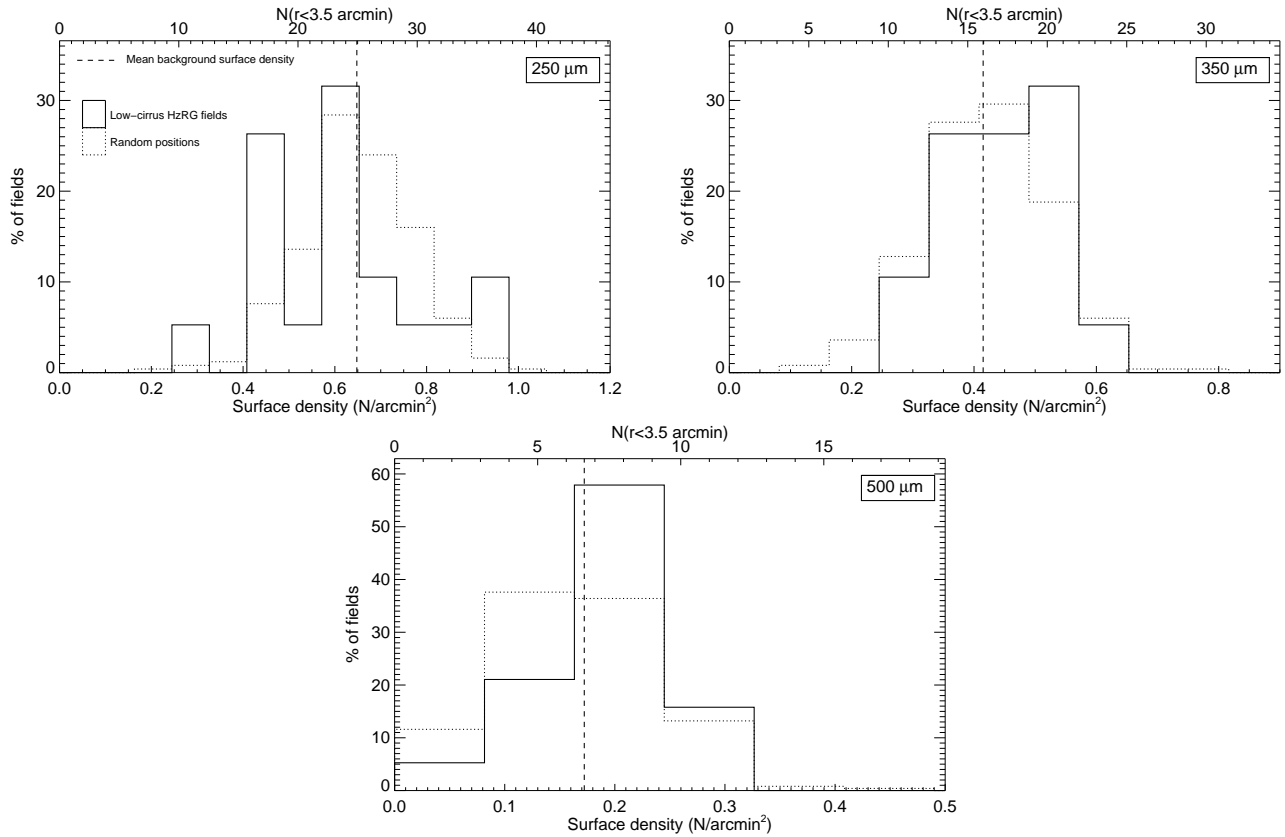 N(r<3.5 arcmin)
0 10 20 30 40
250 μm
Mean background surface density
Low−cirrus HzRG fields
Random positions
30
20
10
0
% of fields
0.0 0.2 0.4 0.6 0.8 1.0 1.2
Surface density (N/arcmin²)
N(r<3.5 arcmin)
0 5 10 15 20 25 30
350 μm
30
20
10
0
% of fields
0.0 0.2 0.4 0.6 0.8
Surface density (N/arcmin²)
N(r<3.5 arcmin)
0 5 10 15
500 μm
60
50
40
30
20
10
0
% of fields
0.0 0.1 0.2 0.3 0.4 0.5
Surface density (N/arcmin²)